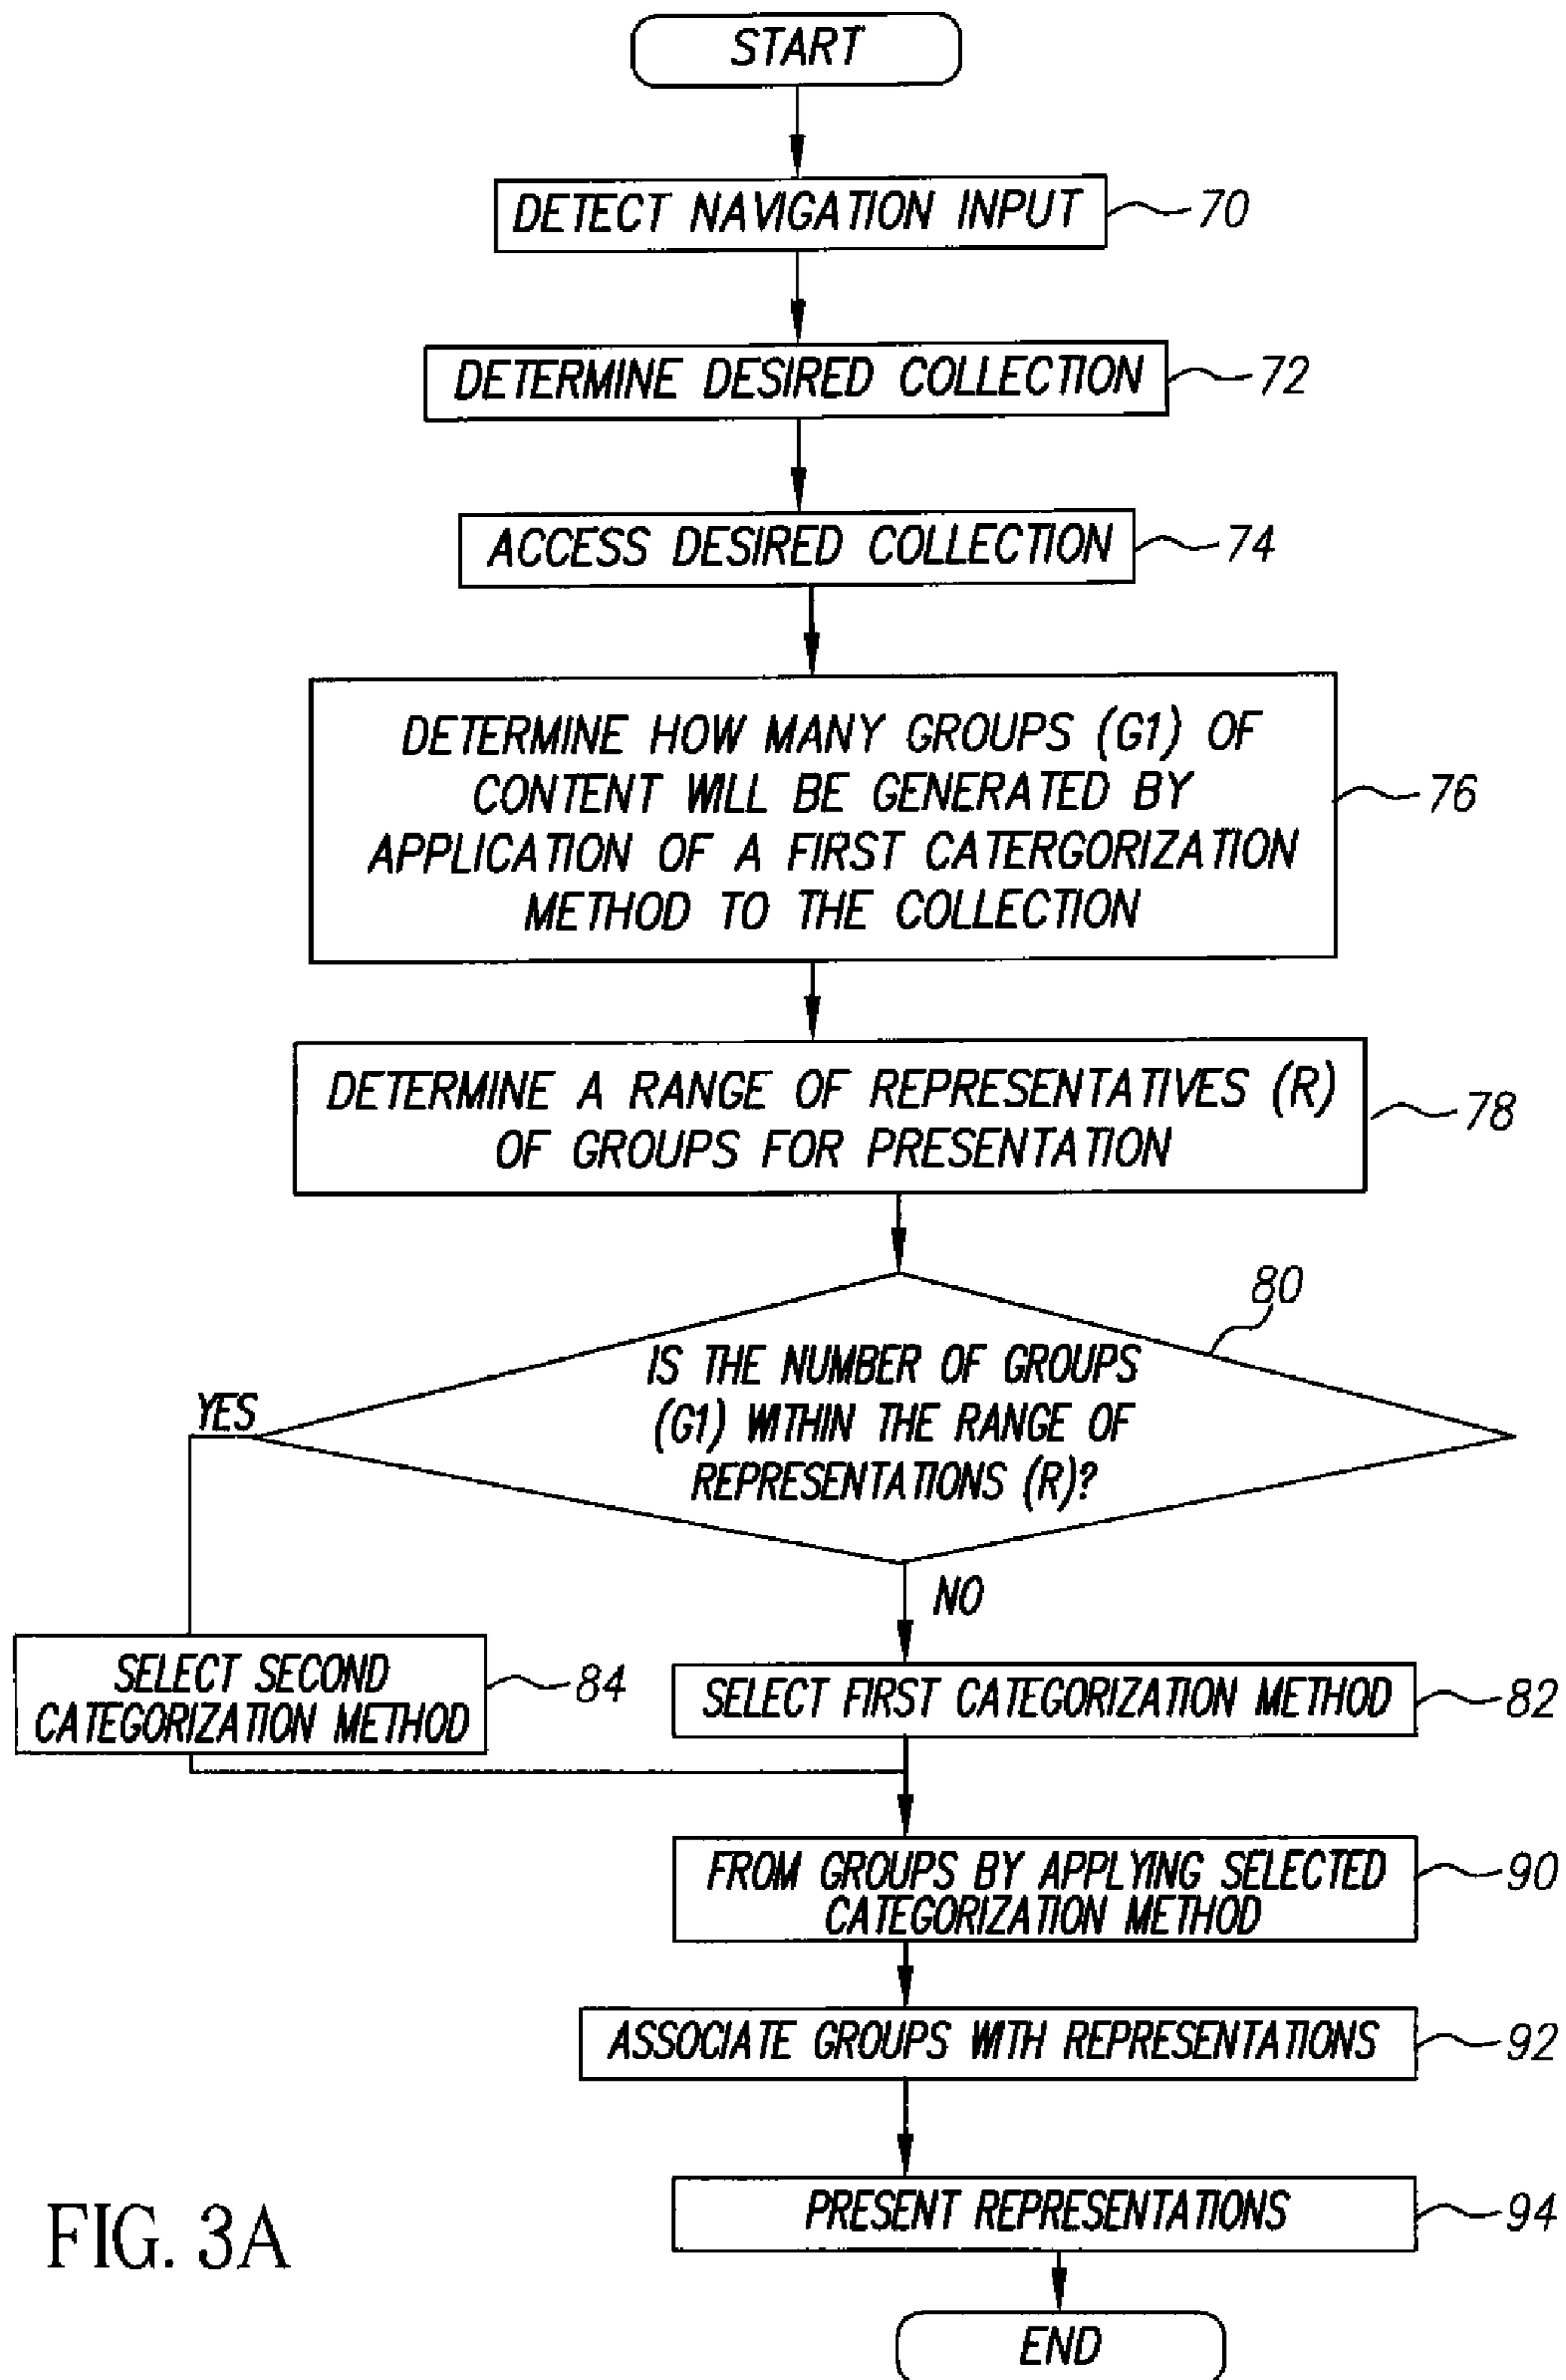 START
DETECT NAVIGATION INPUT
70
DETERMINE DESIRED COLLECTION
72
ACCESS DESIRED COLLECTION
74
DETERMINE HOW MANY GROUPS (G1) OF
CONTENT WILL BE GENERATED BY
APPLICATION OF A FIRST CATERGORIZATION
METHOD TO THE COLLECTION
76
DETERMINE A RANGE OF REPRESENTATIVES (R)
OF GROUPS FOR PRESENTATION
78
80
IS THE NUMBER OF GROUPS
(G1) WITHIN THE RANGE OF
REPRESENTATIONS (R)?
YES
NO
SELECT SECOND
CATEGORIZATION METHOD
84
SELECT FIRST CATEGORIZATION METHOD
82
FROM GROUPS BY APPLYING SELECTED
CATEGORIZATION METHOD
90
ASSOCIATE GROUPS WITH REPRESENTATIONS
92
PRESENT REPRESENTATIONS
94
END
FIG. 3A